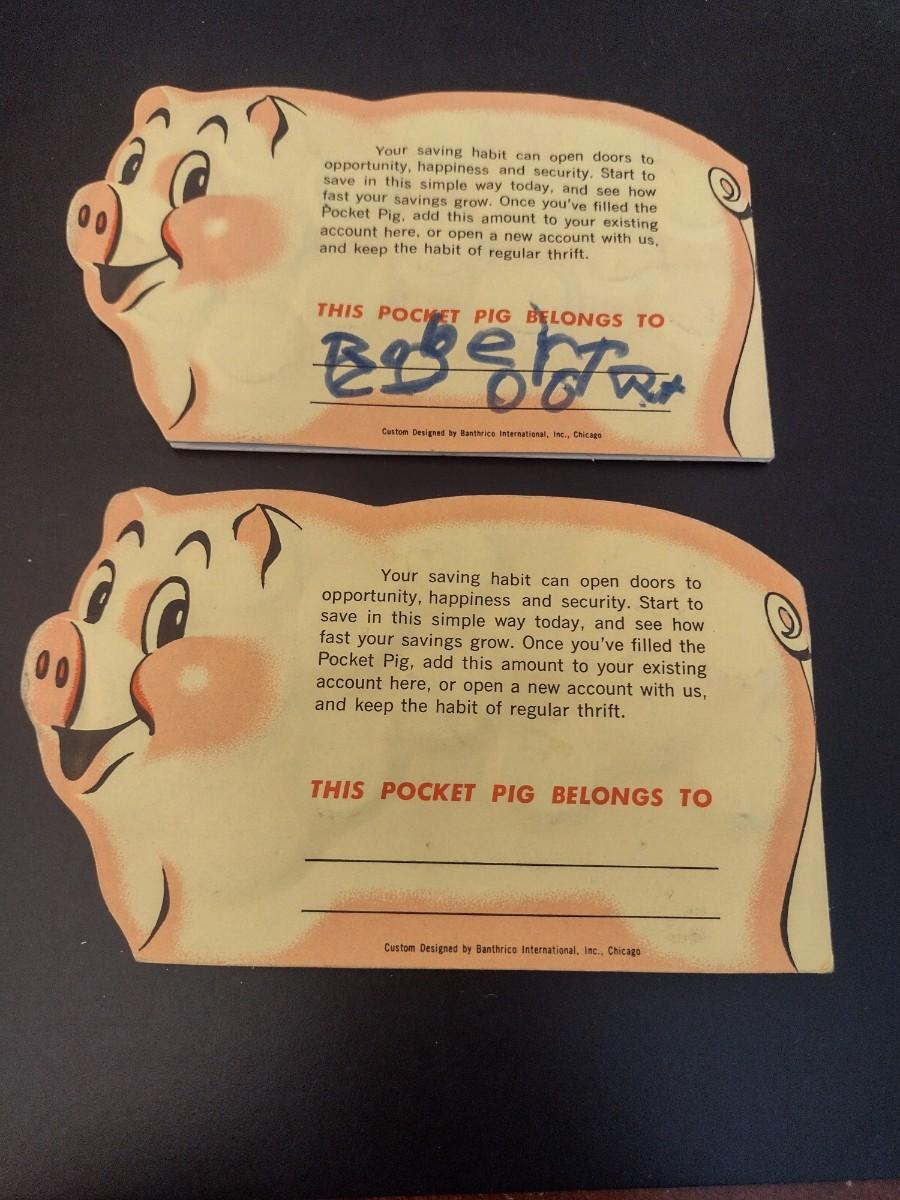 Your saving habit can open doors to
opportunity, happiness and security. Start to
save in this simple way today, and see how
fast your savings grow. Once you've filled the
Pocket Pig, add this amount to your existing
account here, or open a new account with us,
and keep the habit of regular thrift.
THIS POCKET PIG BELONGS TO
Custom Designed by Banthrico International, Inc., Chicago
Your saving habit can open doors to
opportunity, happiness and security. Start to
save in this simple way today, and see how
fast your savings grow. Once you've filled the
Pocket Pig, add this amount to your existing
account here, or open a new account with us,
and keep the habit of regular thrift.
THIS POCKET PIG BELONGS TO
Custom Designed by Banthrico International, Inc., Chicago